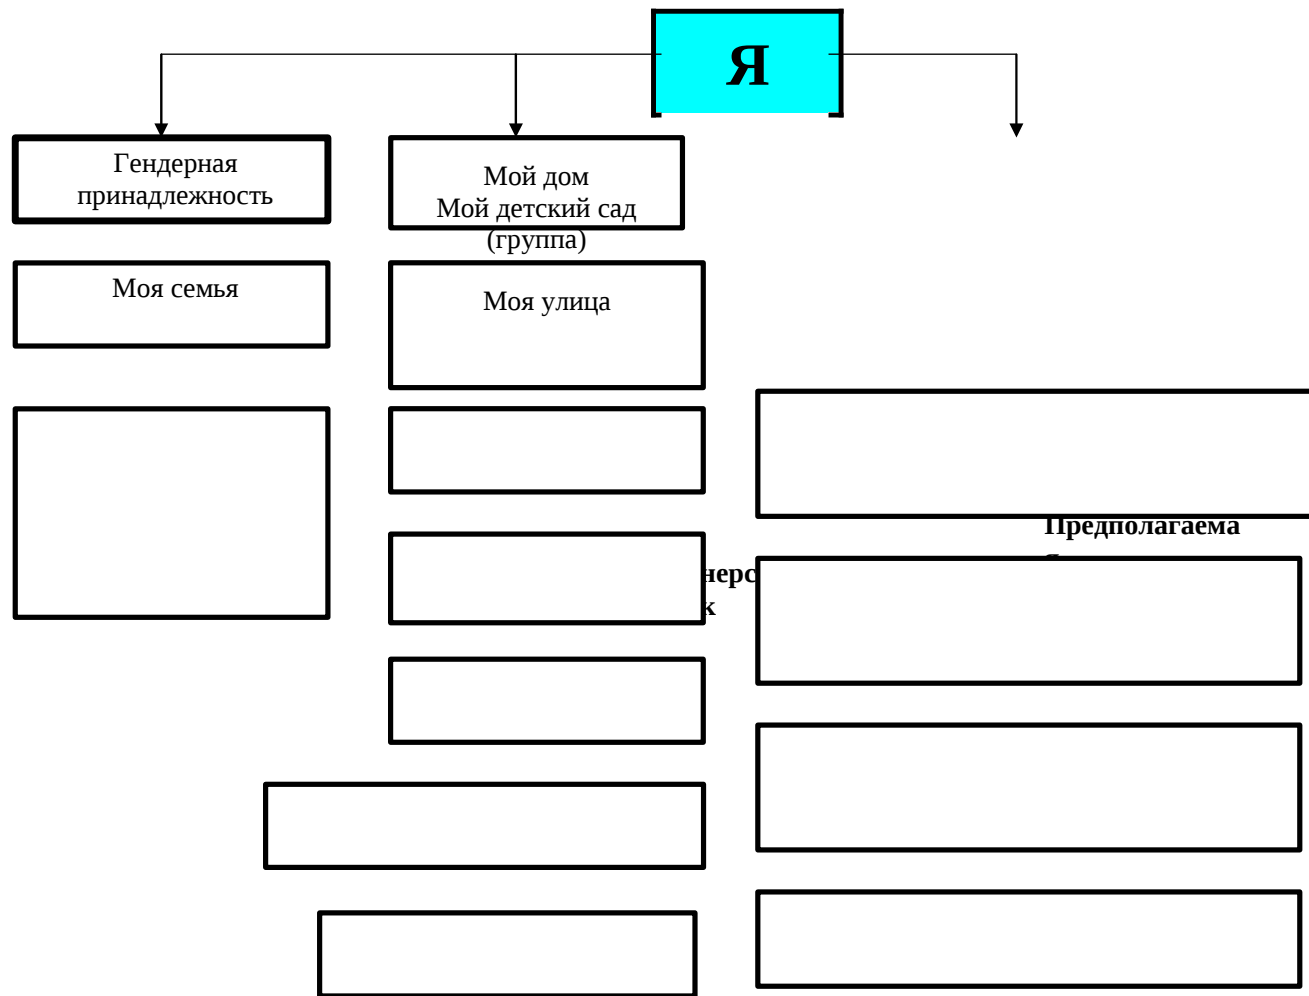 Я
Гендерная
принадлежность
Мой дом
Мой детский сад
(группа)
Моя семья
Моя улица
Предполагаема